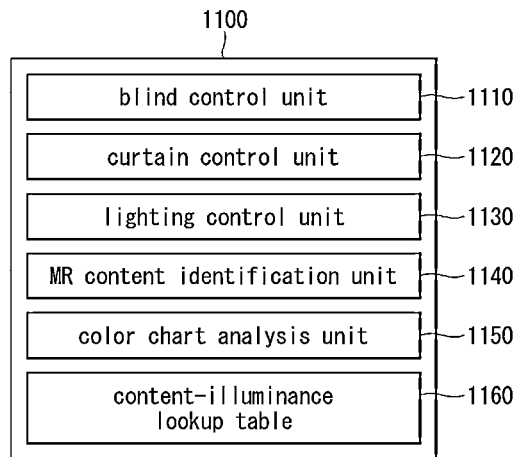 1100
blind control unit 1110
curtain control unit 1120
lighting control unit 1130
MR content identification unit 1140
color chart analysis unit 1150
content-illuminance 1160
lookup table